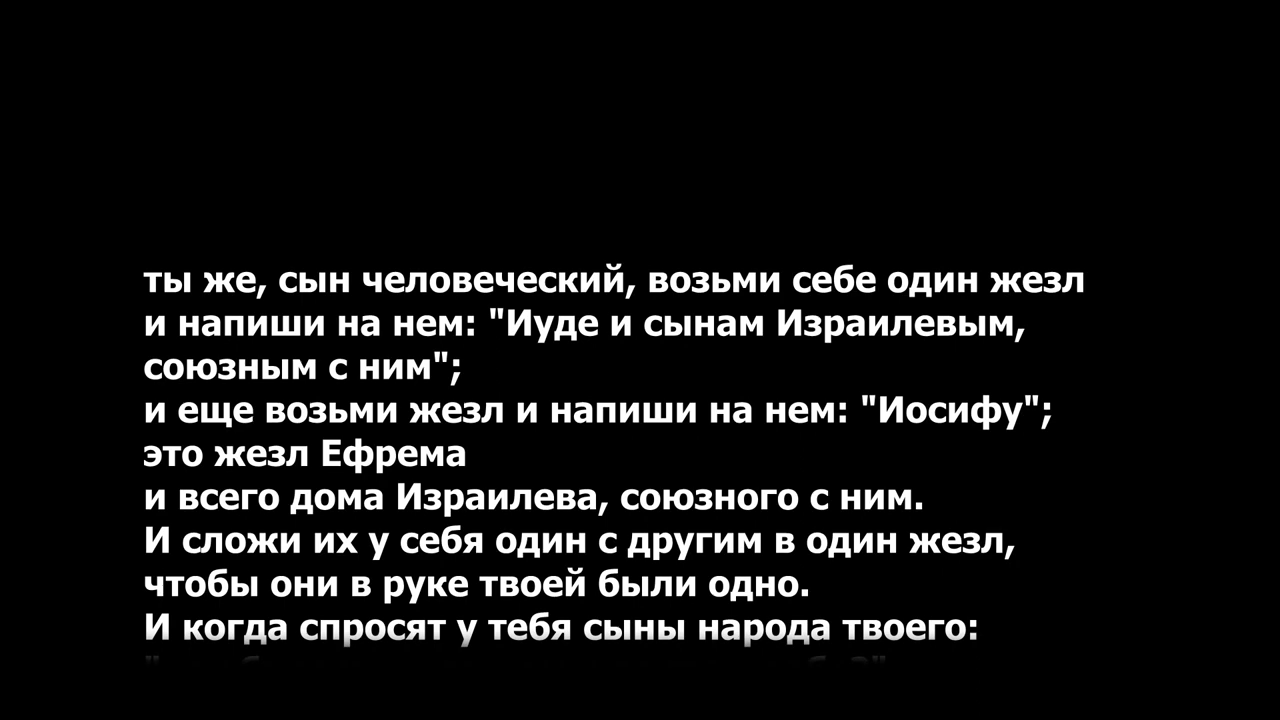 ты же, сын человеческий, возьми себе один жезл
и напиши на нем: "Иуде и сынам Израилевым,
союзным с ним";
и еще возьми жезл и напиши на нем: "Иосифу";
это жезл Ефрема
и всего дома Израилева, союзного с ним.
И сложи их у себя один с другим в один жезл,
чтобы они в руке твоей были одно.
И когда спросят у тебя сыны народа твоего: